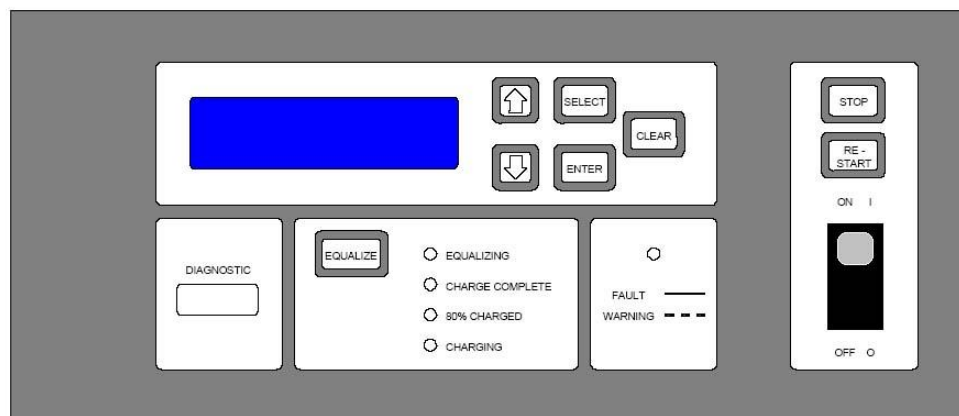 SELECT
CLEAR
ENTER
STOP
RE -
START
ON I
OFF O
DIAGNOSTIC
EQUALIZE
EQUALIZING
CHARGE COMPLETE
80% CHARGED
CHARGING
FAULT
WARNING